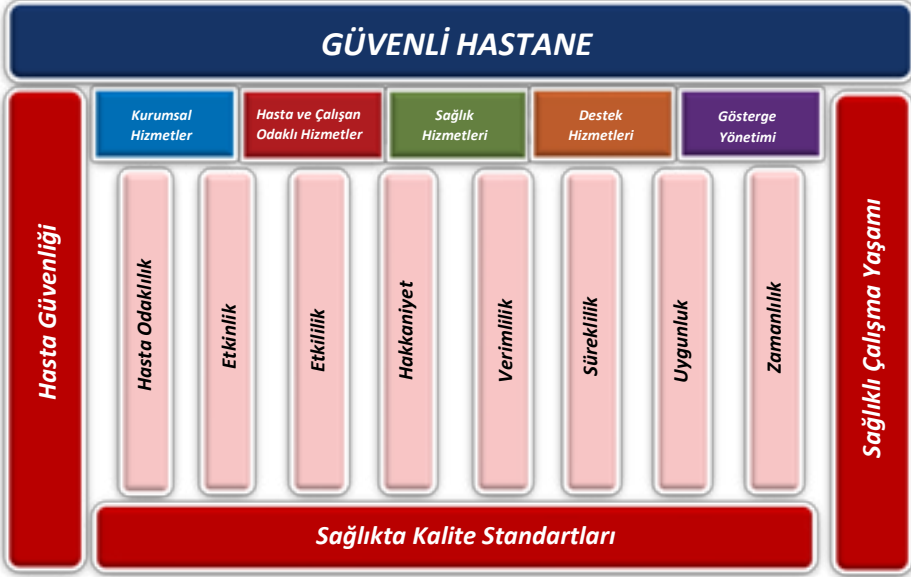 GÜVENLİ HASTANE
Kurumsal
Hizmetler
Hasta ve Çalışan
Odaklı Hizmetler
Sağlık
Hizmetleri
Destek
Hizmetleri
Gösterge
Yönetimi
Hasta Güvenliği
Hasta Odaklılık
Etkinlik
Etkililik
Hakkaniyet
Verimlilik
Süreklilik
Uygunluk
Zamanlılık
Sağlıklı Çalışma Yaşamı
Sağlıkta Kalite Standartları